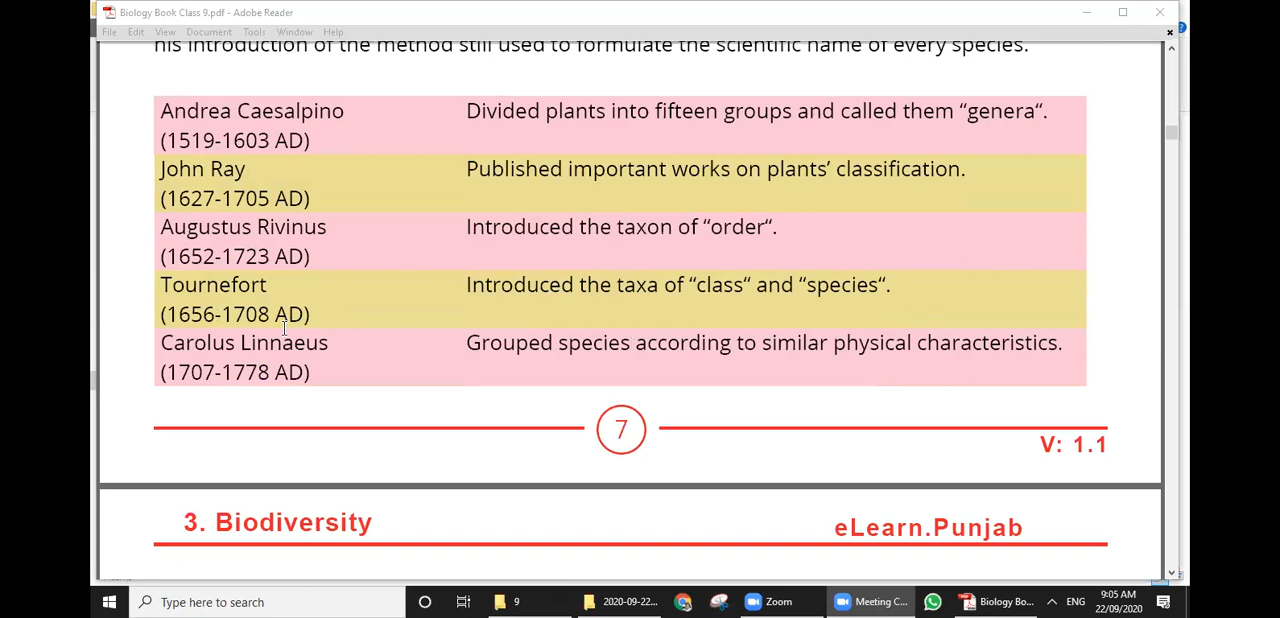 Biology Book Class 9.pdf - Adobe Reader
File Edit View Document Tools Window Help
his introduction of the method still used to formulate the scientific name of every species.
Andrea Caesalpino Divided plants into fifteen groups and called them “genera“.
(1519-1603 AD)
John Ray Published important works on plants’ classification.
(1627-1705 AD)
Augustus Rivinus Introduced the taxon of “order“.
(1652-1723 AD)
Tournefort Introduced the taxa of “class“ and “species“.
(1656-1708 AD)
Carolus Linnaeus Grouped species according to similar physical characteristics.
(1707-1778 AD)
7
V: 1.1
3. Biodiversity eLearn.Punjab
Type here to search 9 2020-09-22... Zoom Meeting C... Biology Bo... ENG 9:05 AM
22/09/2020